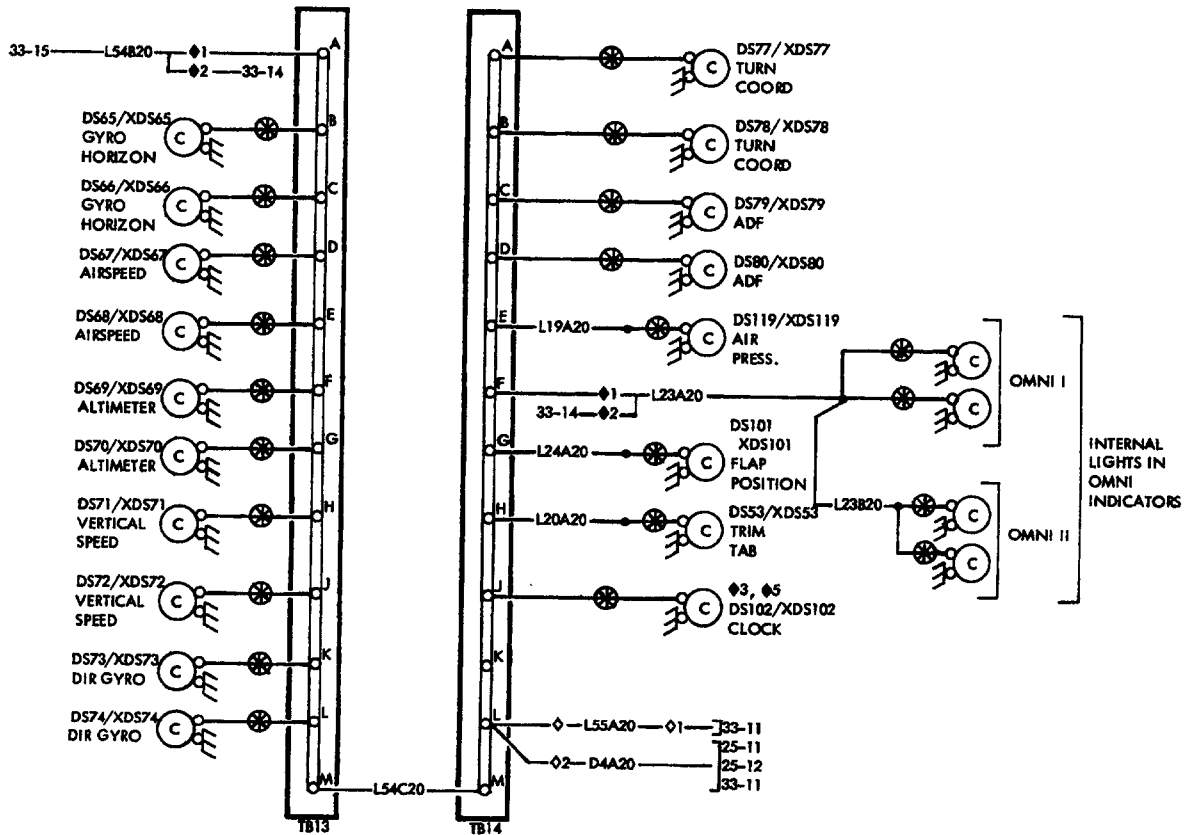 33-15 L54B20 ♦1
♦2 33-14
A
DS65/XDS65
GYRO
HORIZON
C
B
DS66/XDS66
GYRO
HORIZON
C
C
DS67/XDS67
AIRSPEED
C
D
DS68/XDS68
AIRSPEED
C
E
DS69/XDS69
ALTIMETER
C
F
DS70/XDS70
ALTIMETER
C
G
DS71/XDS71
VERTICAL
SPEED
C
H
DS72/XDS72
VERTICAL
SPEED
C
J
DS73/XDS73
DIR GYRO
C
K
DS74/XDS74
DIR GYRO
C
L
M
TB13
L54C20
A
C
DS77/XDS77
TURN
COORD
B
C
DS78/XDS78
TURN
COORD
C
C
DS79/XDS79
ADF
D
C
DS80/XDS80
ADF
E
L19A20
C
DS119/XDS119
AIR
PRESS.
F
♦1 L23A20
33-14 ♦2
C
C
OMNI I
G
L24A20
C
DS101
XDS101
FLAP
POSITION
H
L20A20
C
DS53/XDS53
TRIM
TAB
L23B20
C
C
OMNI II
INTERNAL
LIGHTS IN
OMNI
INDICATORS
J
C
♦3, ♦5
DS102/XDS102
CLOCK
K
L
◊ L55A20 ◊1 33-11
◊2 D4A20
25-11
25-12
33-11
M
TB14